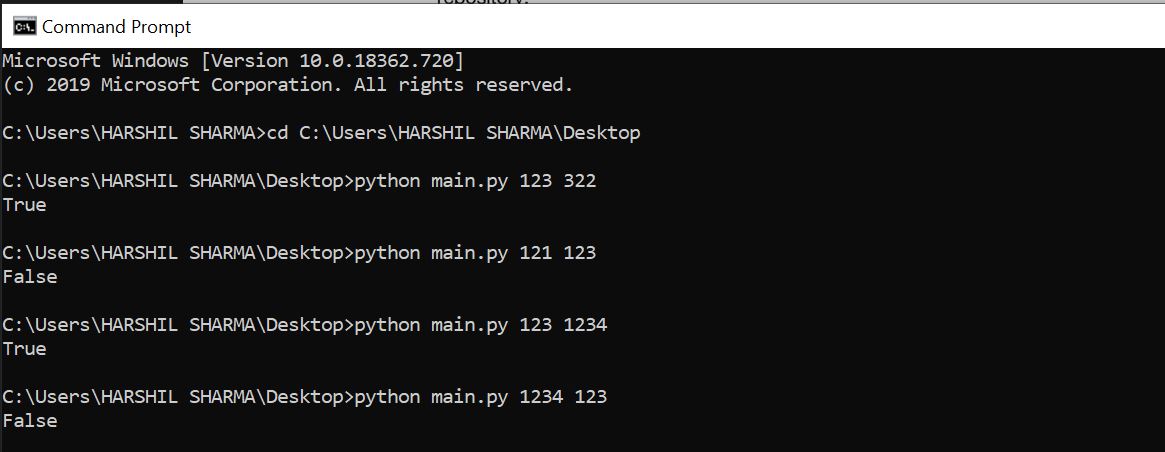 repository.
Command Prompt
Microsoft Windows [Version 10.0.18362.720]
(c) 2019 Microsoft Corporation. All rights reserved.
C:\Users\HARSHIL SHARMA>cd C:\Users\HARSHIL SHARMA\Desktop
C:\Users\HARSHIL SHARMA\Desktop>python main.py 123 322
True
C:\Users\HARSHIL SHARMA\Desktop>python main.py 121 123
False
C:\Users\HARSHIL SHARMA\Desktop>python main.py 123 1234
True
C:\Users\HARSHIL SHARMA\Desktop>python main.py 1234 123
False